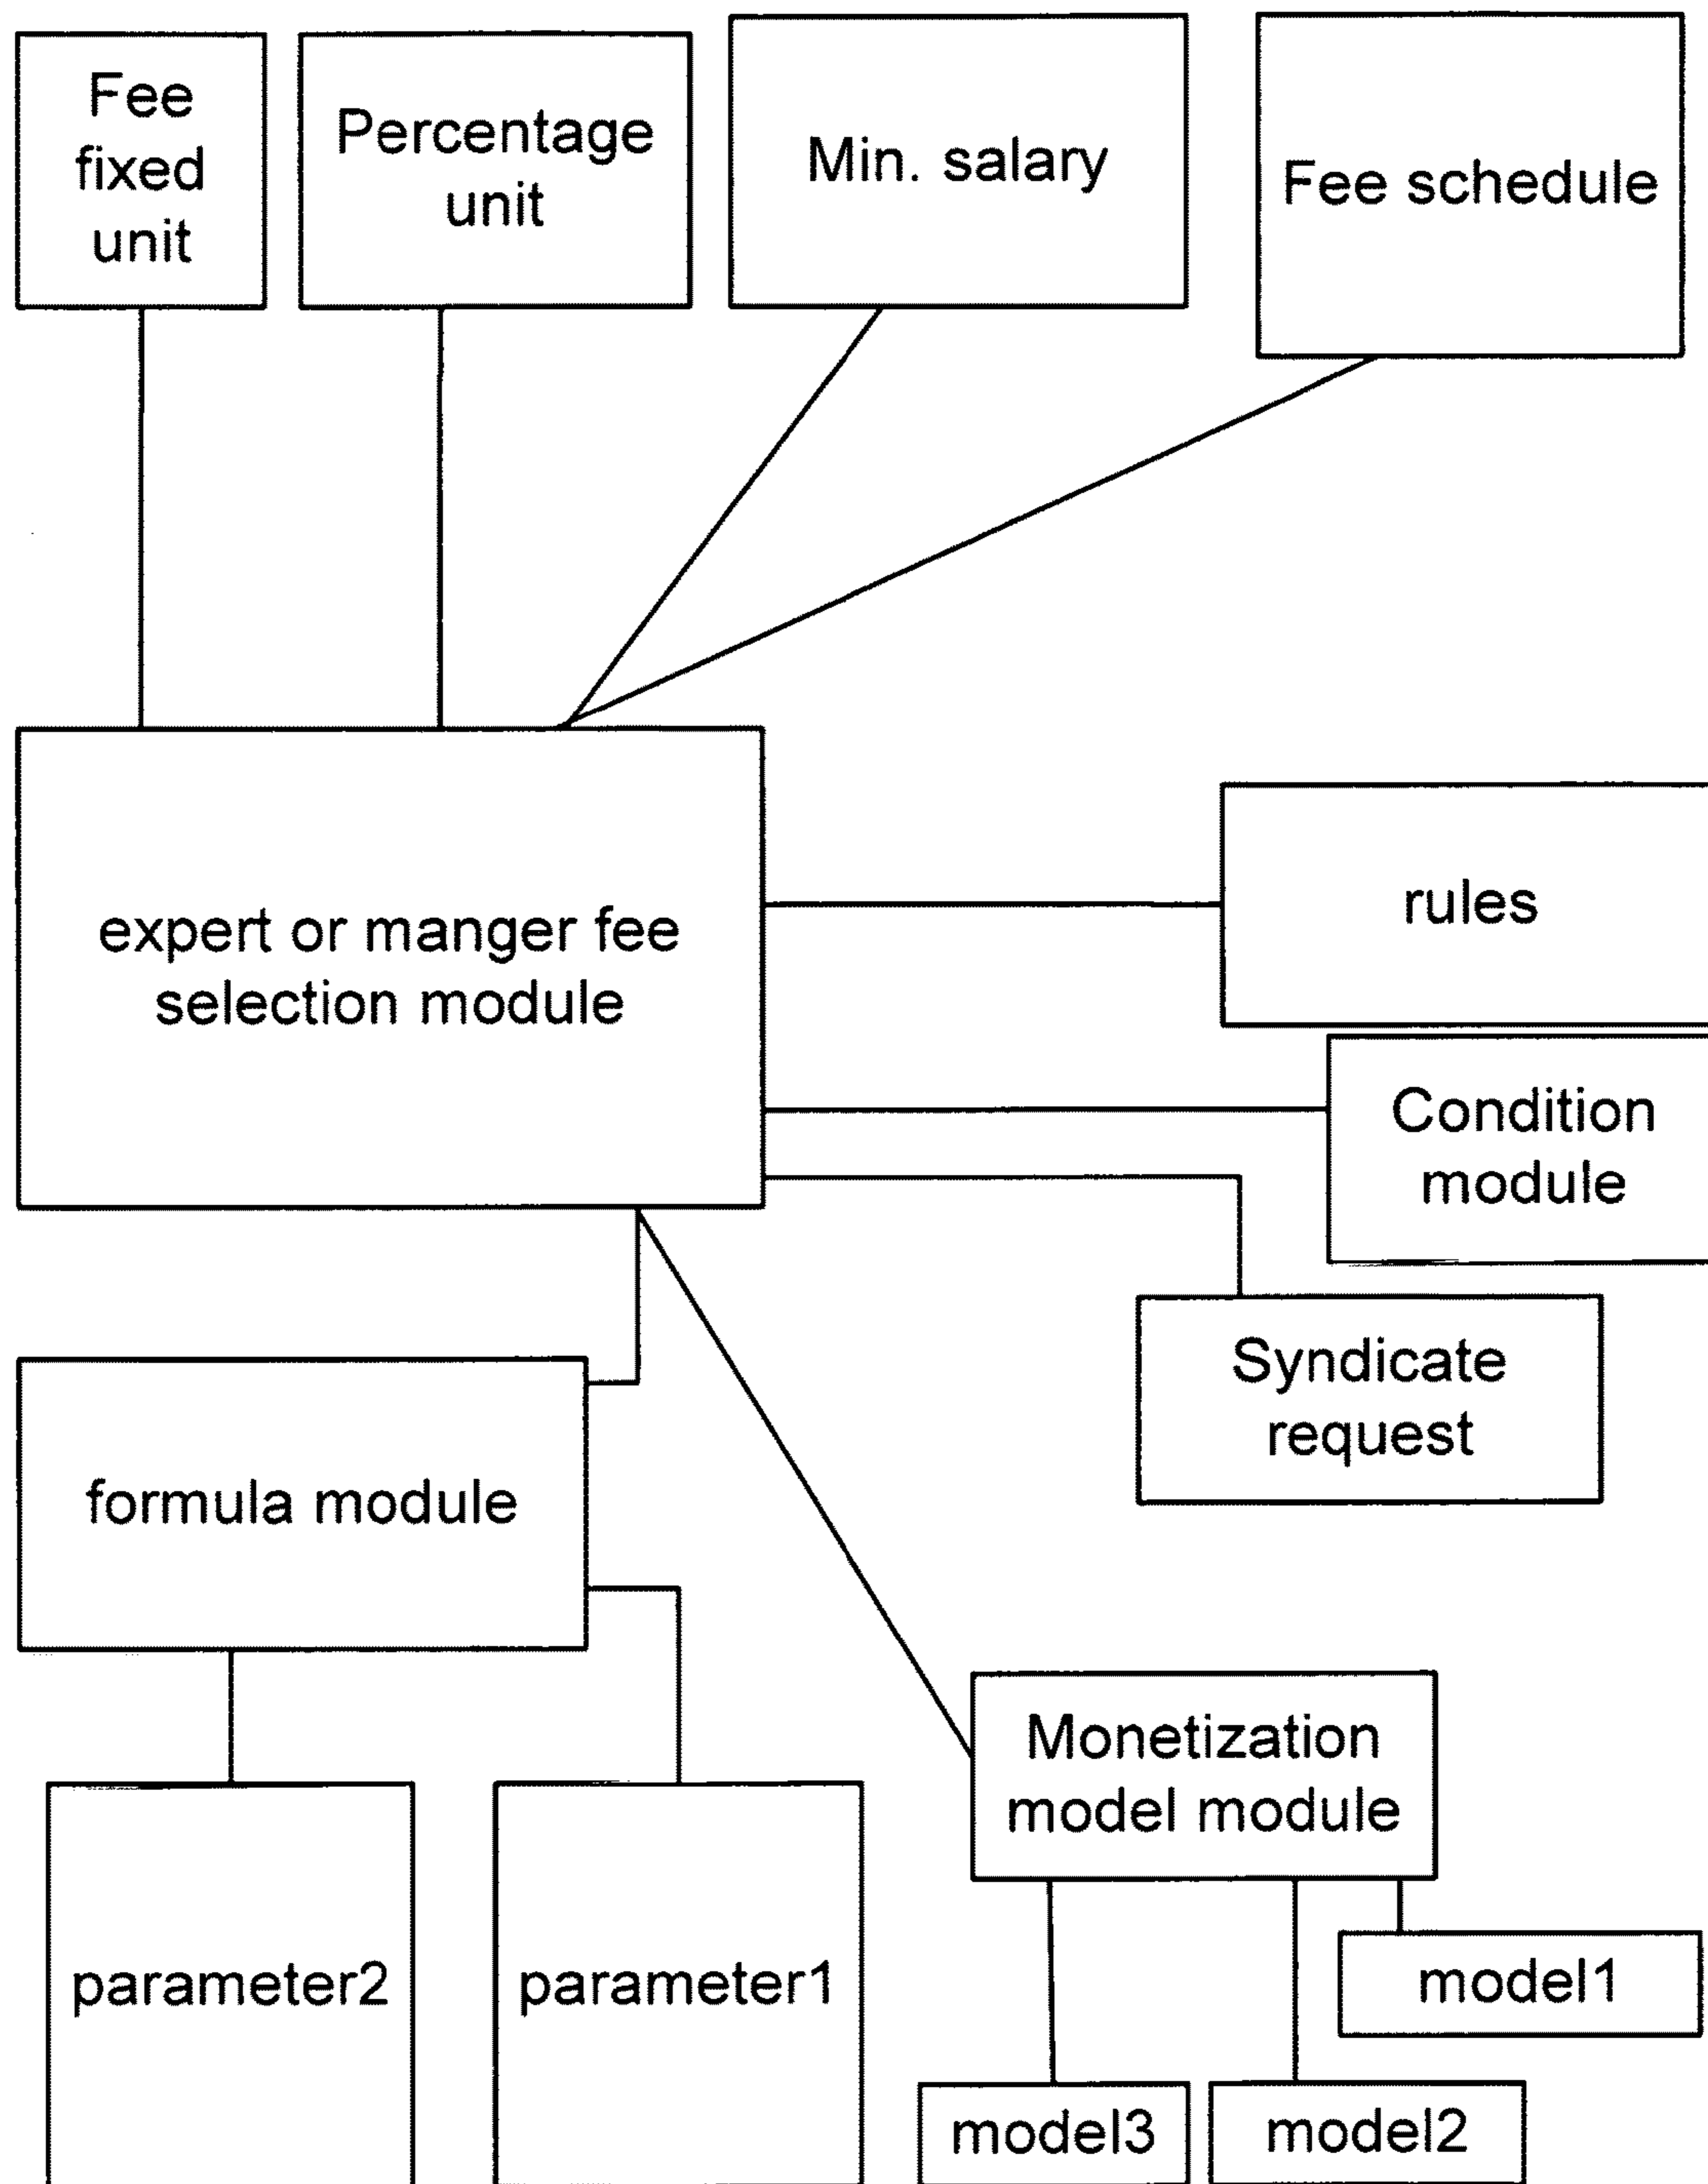 Fee
fixed
unit
Percentage
unit
Min. salary
Fee schedule
expert or manger fee
selection module
rules
Condition
module
Syndicate
request
formula module
Monetization
model module
parameter2
parameter1
model1
model3
model2